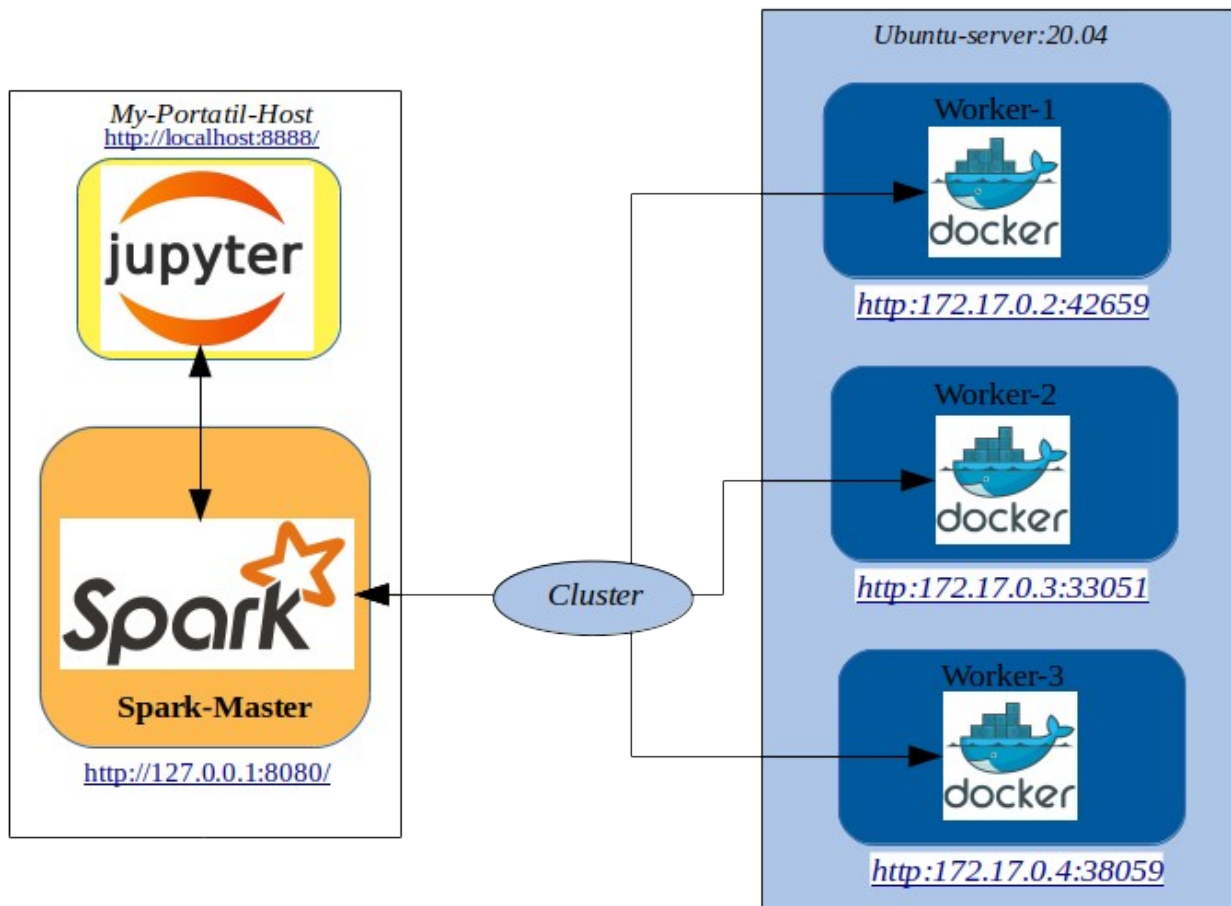 My-Portatil-Host
http://localhost:8888/
jupyter
Spark
Spark-Master
http://127.0.0.1:8080/
Cluster
Ubuntu-server:20.04
Worker-1
docker
http:172.17.0.2:42659
Worker-2
docker
http:172.17.0.3:33051
Worker-3
docker
http:172.17.0.4:38059